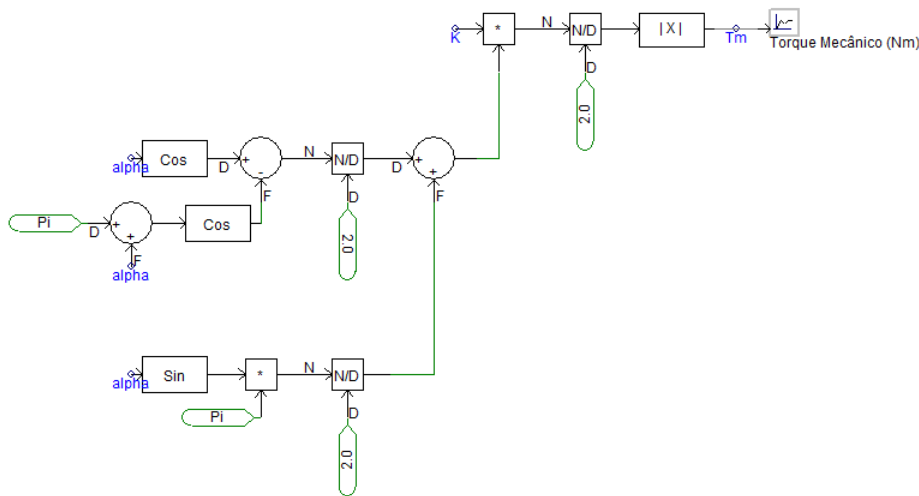 K
*
N
N/D
|X|
Tm
Torque Mecânico (Nm)
D
2.0
alpha
Cos
D
+
-
F
N
N/D
D
2.0
D
+
+
F
Pi
D
+
+
F
alpha
Cos
alpha
Sin
*
Pi
N
N/D
D
2.0